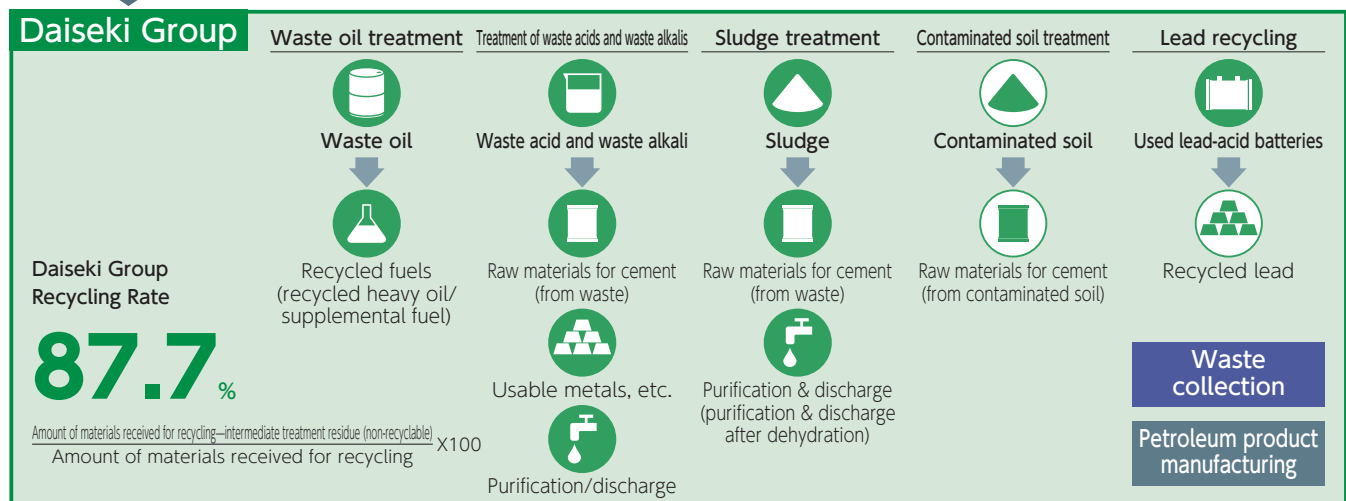 Daiseki Group
Waste oil treatment
Waste oil
Recycled fuels
(recycled heavy oil/
supplemental fuel)
Treatment of waste acids and waste alkalis
Waste acid and waste alkali
Raw materials for cement
(from waste)
Usable metals, etc.
Purification/discharge
Sludge treatment
Sludge
Raw materials for cement
(from waste)
Purification & discharge
(purification & discharge
after dehydration)
Contaminated soil treatment
Contaminated soil
Raw materials for cement
(from contaminated soil)
Lead recycling
Used lead-acid batteries
Recycled lead
Daiseki Group
Recycling Rate
87.7%
Amount of materials received for recycling—intermediate treatment residue (non-recyclable)
Amount of materials received for recycling
X100
Waste
collection
Petroleum product
manufacturing